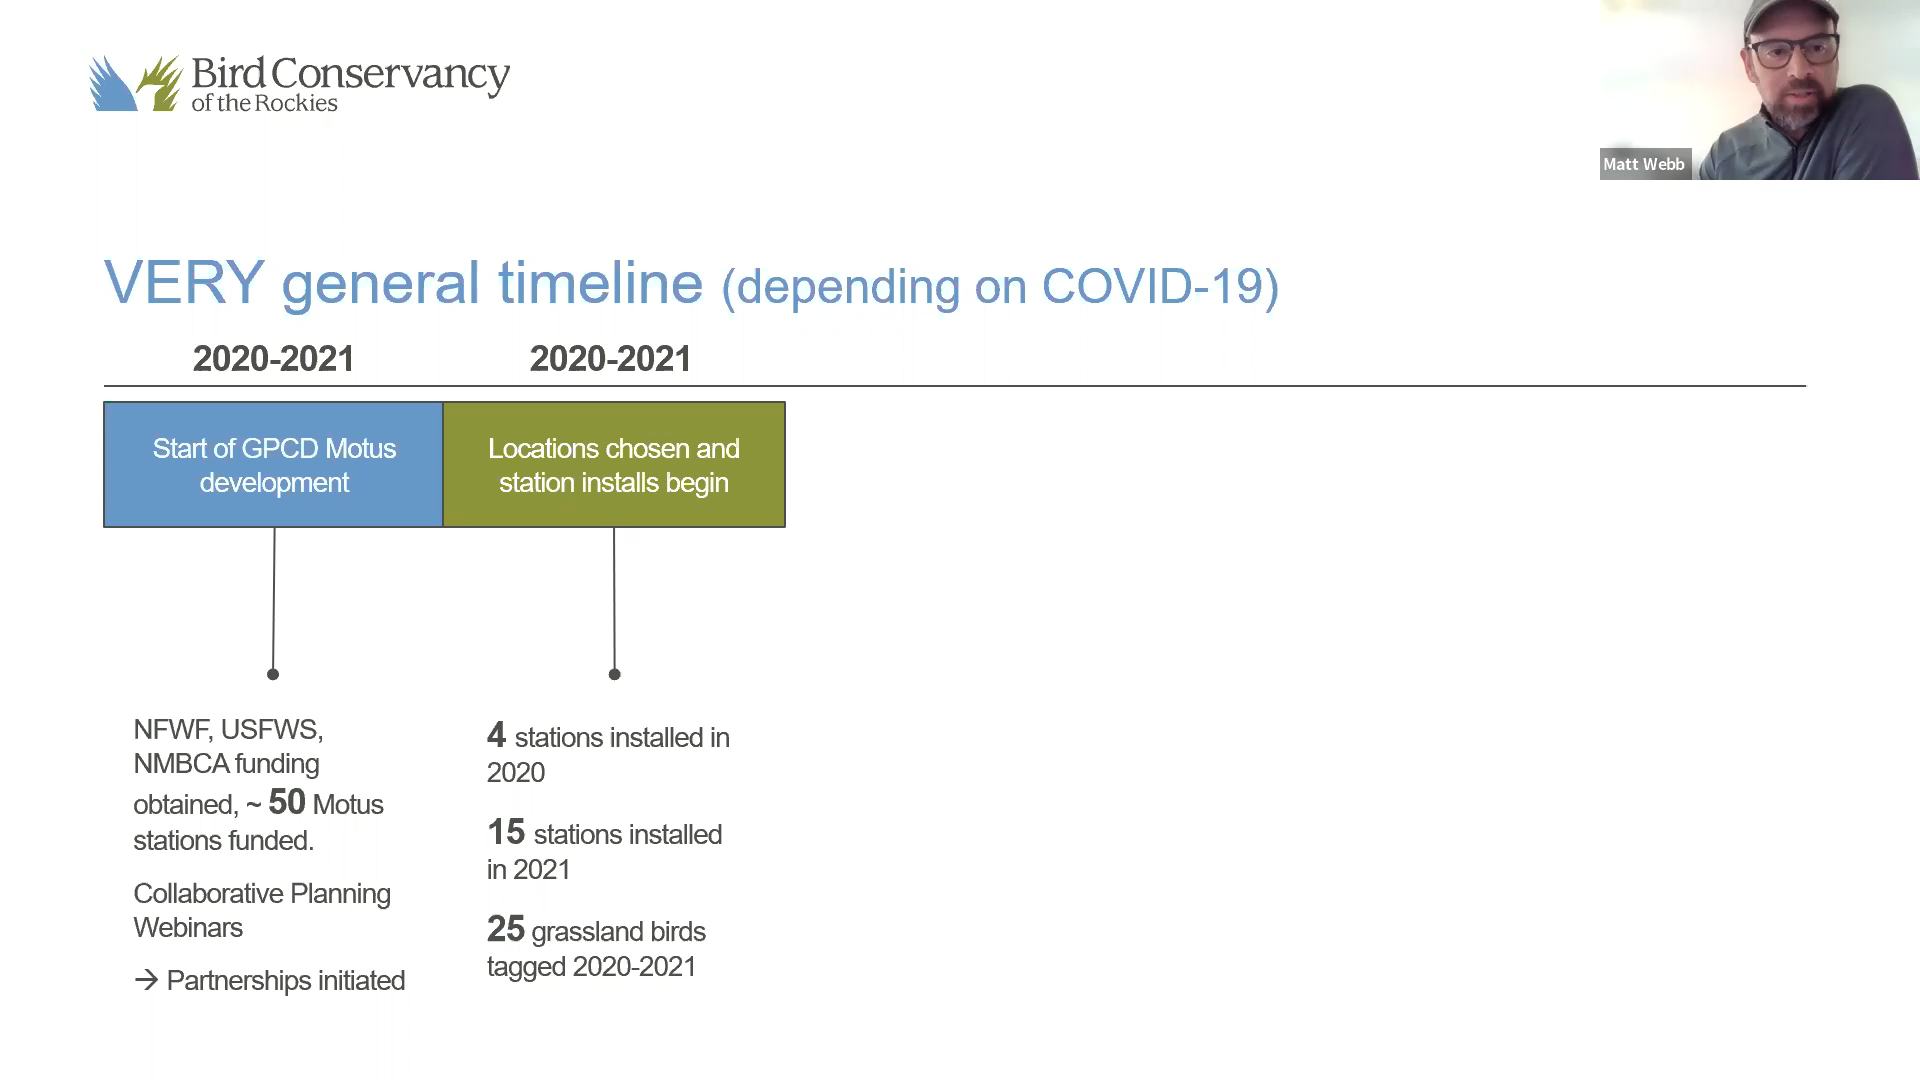 Bird Conservancy
of the Rockies
Matt Webb
VERY general timeline (depending on COVID-19)
2020-2021
2020-2021
Start of GPCD Motus
development
Locations chosen and
station installs begin
NFWF, USFWS,
NMBCA funding
obtained, ~ 50 Motus
stations funded.
Collaborative Planning
Webinars
→ Partnerships initiated
4 stations installed in
2020
15 stations installed
in 2021
25 grassland birds
tagged 2020-2021